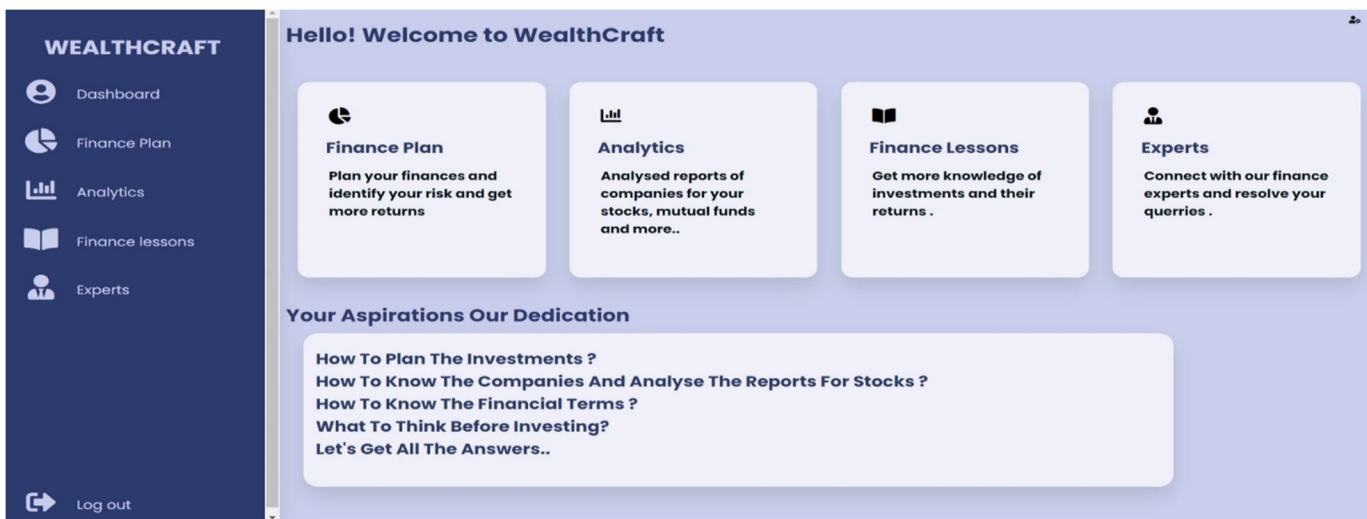 WEALTHCRAFT
Dashboard
Finance Plan
Analytics
Finance lessons
Experts
Log out
Hello! Welcome to WealthCraft
Finance Plan
Plan your finances and
identify your risk and get
more returns
Analytics
Analysed reports of
companies for your
stocks, mutual funds
and more..
Finance Lessons
Get more knowledge of
investments and their
returns .
Experts
Connect with our finance
experts and resolve your
querries .
Your Aspirations Our Dedication
How To Plan The Investments ?
How To Know The Companies And Analyse The Reports For Stocks ?
How To Know The Financial Terms ?
What To Think Before Investing?
Let's Get All The Answers..